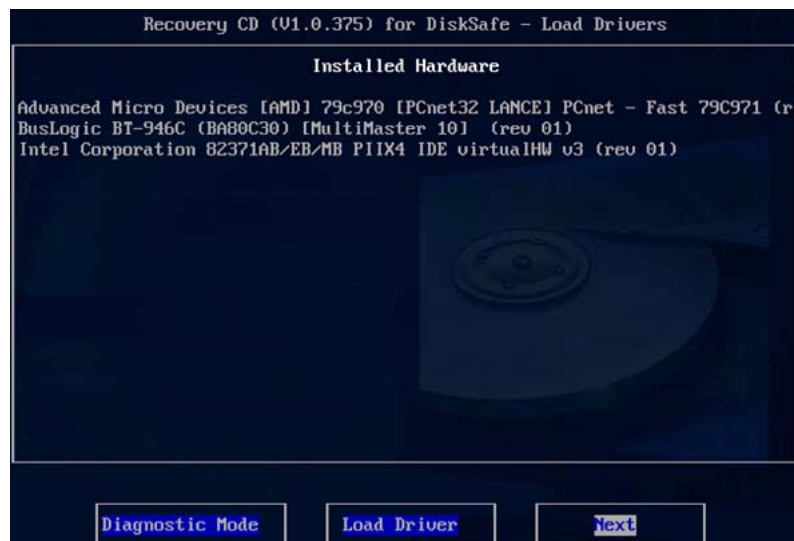 Recovery CD (V1.0.375) for DiskSafe - Load Drivers
Installed Hardware
Advanced Micro Devices [AMD] 79c970 [PCnet32 LANCE] PCnet - Fast 79C971 (r
BusLogic BT-946C (BA80C30) [MultiMaster 10] (rev 01)
Intel Corporation 82371AB/EB/MB PIIX4 IDE virtualHW v3 (rev 01)
Diagnostic Mode Load Driver Next